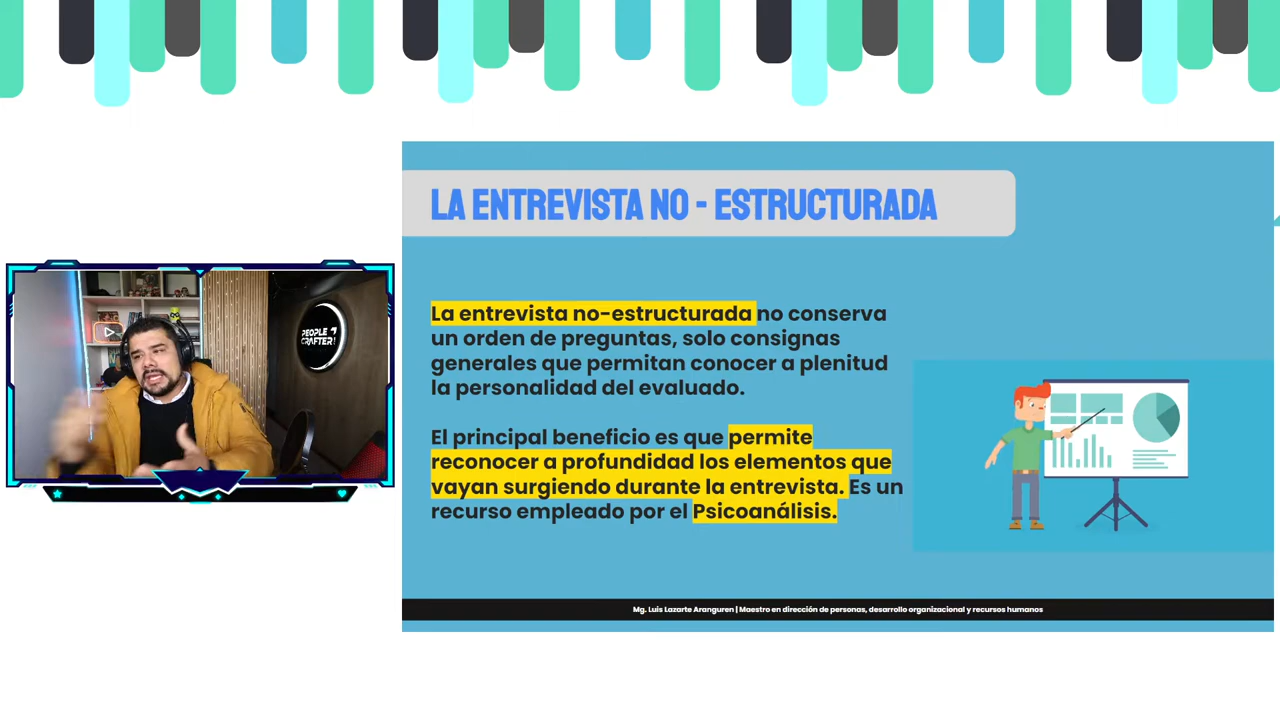 LA ENTREVISTA NO - ESTRUCTURADA
La entrevista no-estructurada no conserva
un orden de preguntas, solo consignas
generales que permitan conocer a plenitud
la personalidad del evaluado.
El principal beneficio es que permite
reconocer a profundidad los elementos que
vayan surgiendo durante la entrevista. Es un
recurso empleado por el Psicoanálisis.
PEOPLE
CRAFTER!
Mg. Luis Lazarte Aranguren | Maestro en dirección de personas, desarrollo organizacional y recursos humanos